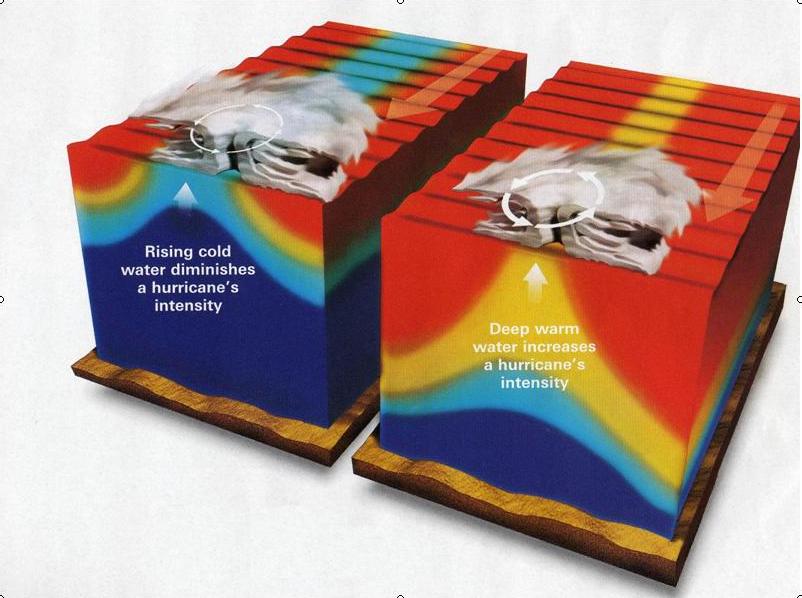 Rising cold
water diminishes
a hurricane's
intensity
Deep warm
water increases
a hurricane's
intensity